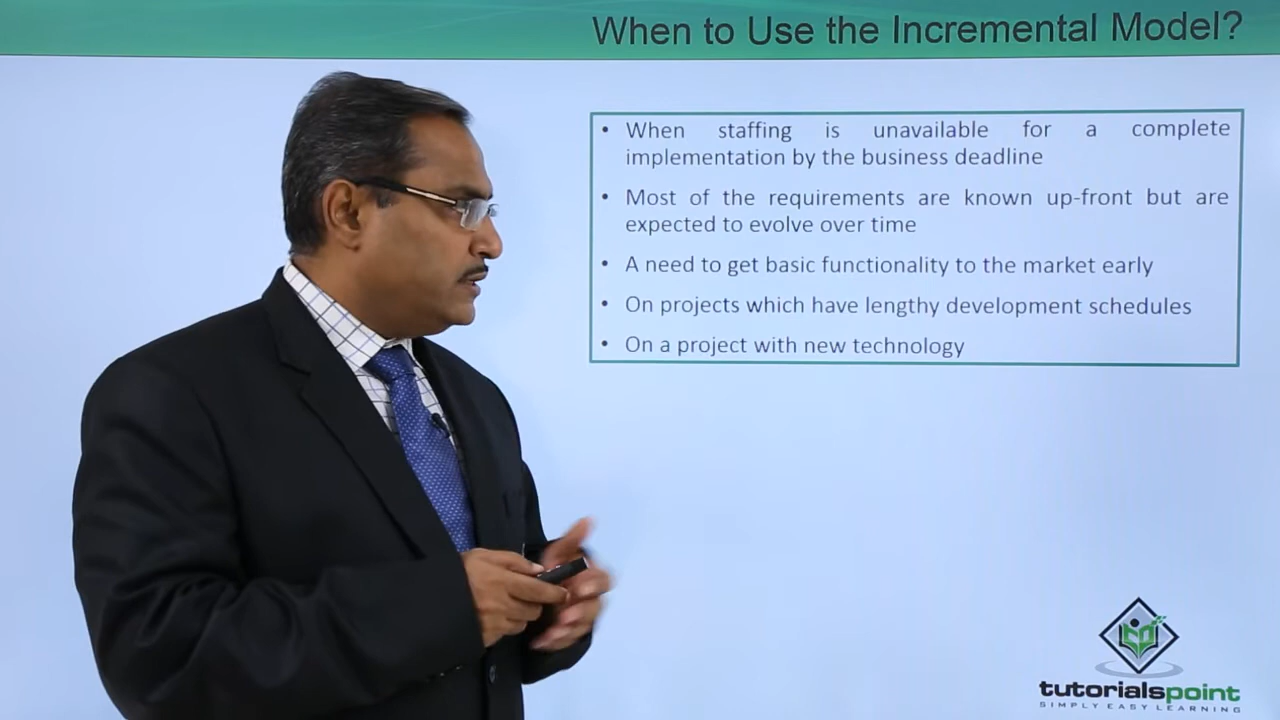 When to Use the Incremental Model?
• When staffing is unavailable for a complete
implementation by the business deadline
• Most of the requirements are known up-front but are
expected to evolve over time
• A need to get basic functionality to the market early
• On projects which have lengthy development schedules
• On a project with new technology
tutorialspoint
SIMPLY EASY LEARNING